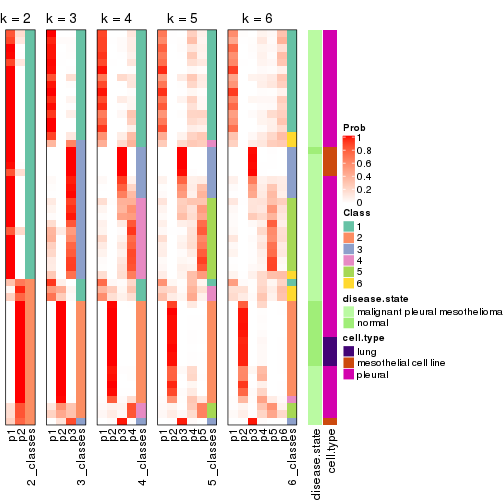 k = 2 k = 3 k = 4 k = 5 k = 6
Prob
1
0.8
0.6
0.4
0.2
0
Class
1
2
3
4
5
6
disease.state
malignant pleural mesothelioma
normal
cell.type
lung
mesothelial cell line
pleural
p1 p2 2_classes p1 p2 p3 3_classes p1 p2 p3 p4 4_classes p1 p2 p3 p4 p5 5_classes p1 p2 p3 p4 p5 p6 6_classes disease.state cell.type